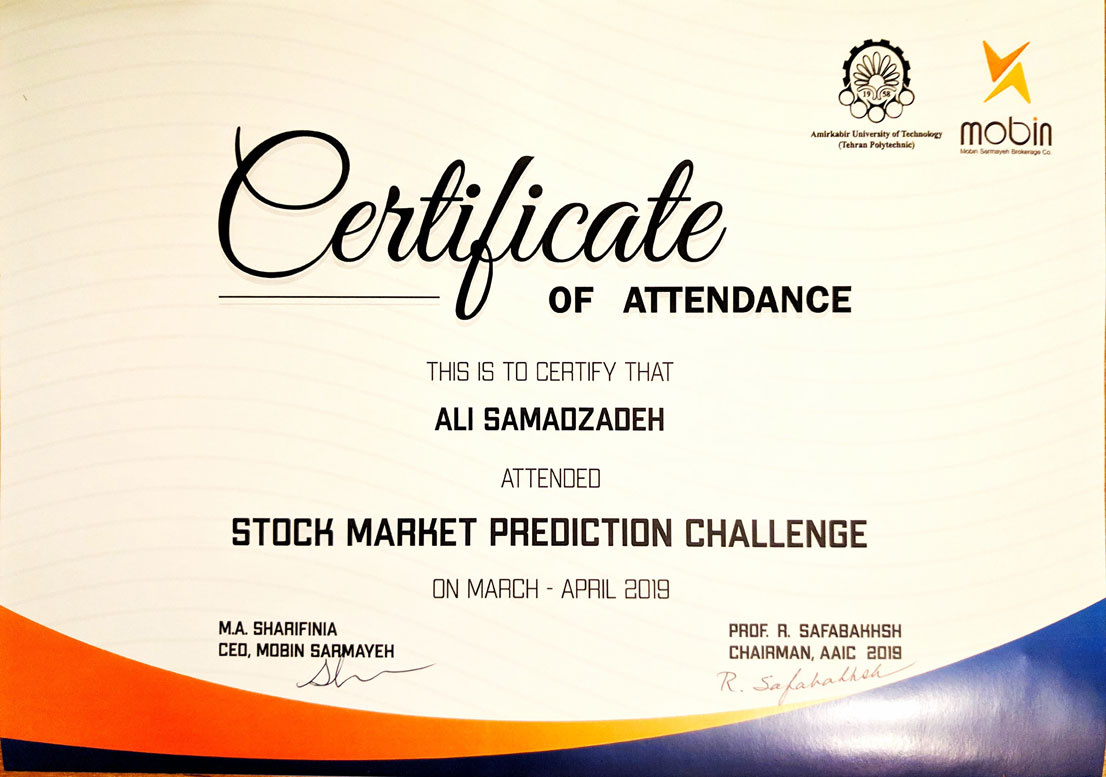 19 58
Amirkabir University of Technology
(Tehran Polytechnic)
mobin
Mobin Sarmayeh Brokerage Co.
Certificate
OF ATTENDANCE
THIS IS TO CERTIFY THAT
ALI SAMADZADEH
ATTENDED
STOCK MARKET PREDICTION CHALLENGE
ON MARCH - APRIL 2019
M.A. SHARIFINIA
CEO, MOBIN SARMAYEH
PROF. R. SAFABAKHSH
CHAIRMAN, AAIC 2019
R. Safabakhsh